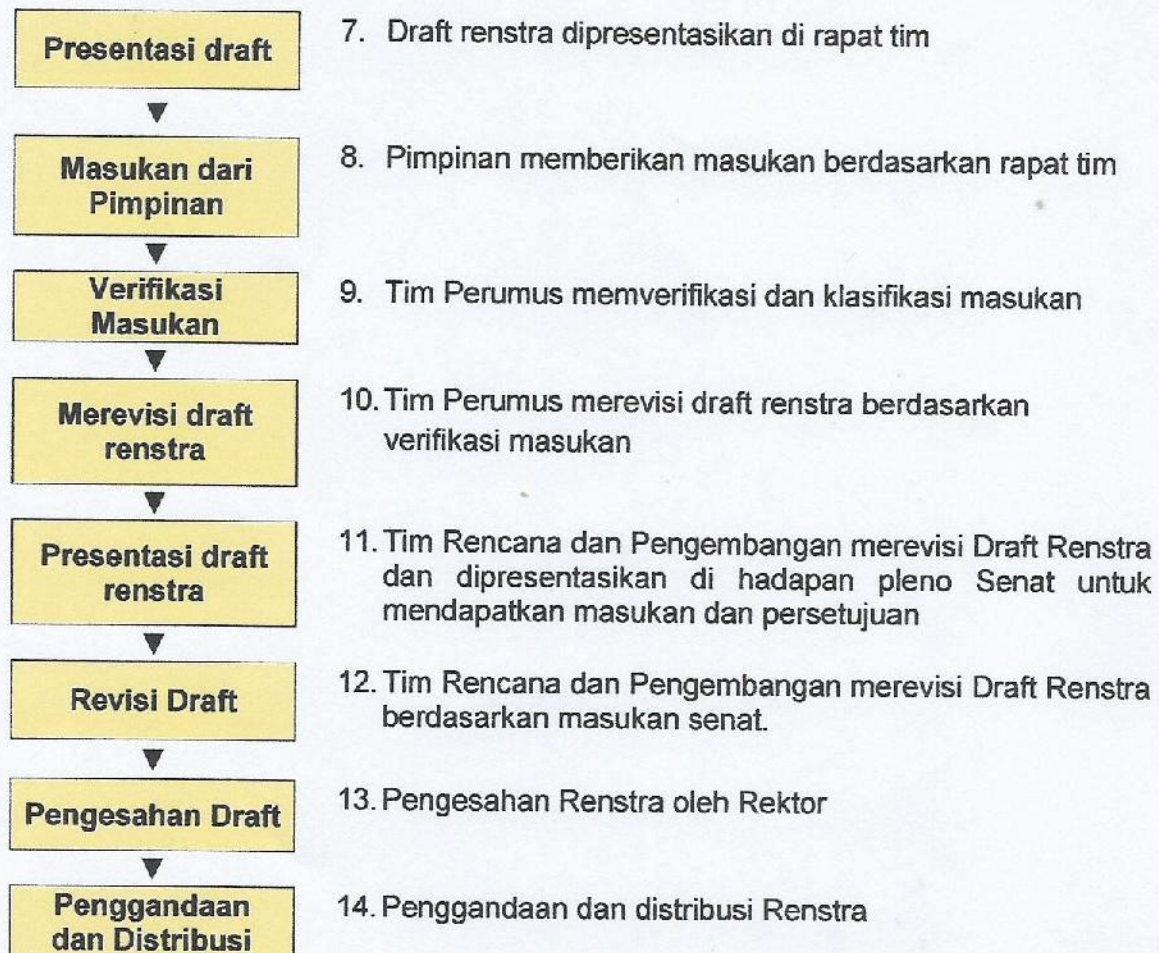 Presentasi draft
7. Draft renstra dipresentasikan di rapat tim
Masukan dari
Pimpinan
8. Pimpinan memberikan masukan berdasarkan rapat tim
Verifikasi
Masukan
9. Tim Perumus memverifikasi dan klasifikasi masukan
Merevisi draft
renstra
10. Tim Perumus merevisi draft renstra berdasarkan
verifikasi masukan
Presentasi draft
renstra
11. Tim Rencana dan Pengembangan merevisi Draft Renstra
dan dipresentasikan di hadapan pleno Senat untuk
mendapatkan masukan dan persetujuan
Revisi Draft
12. Tim Rencana dan Pengembangan merevisi Draft Renstra
berdasarkan masukan senat.
Pengesahan Draft
13. Pengesahan Renstra oleh Rektor
Penggandaan
dan Distribusi
14. Penggandaan dan distribusi Renstra